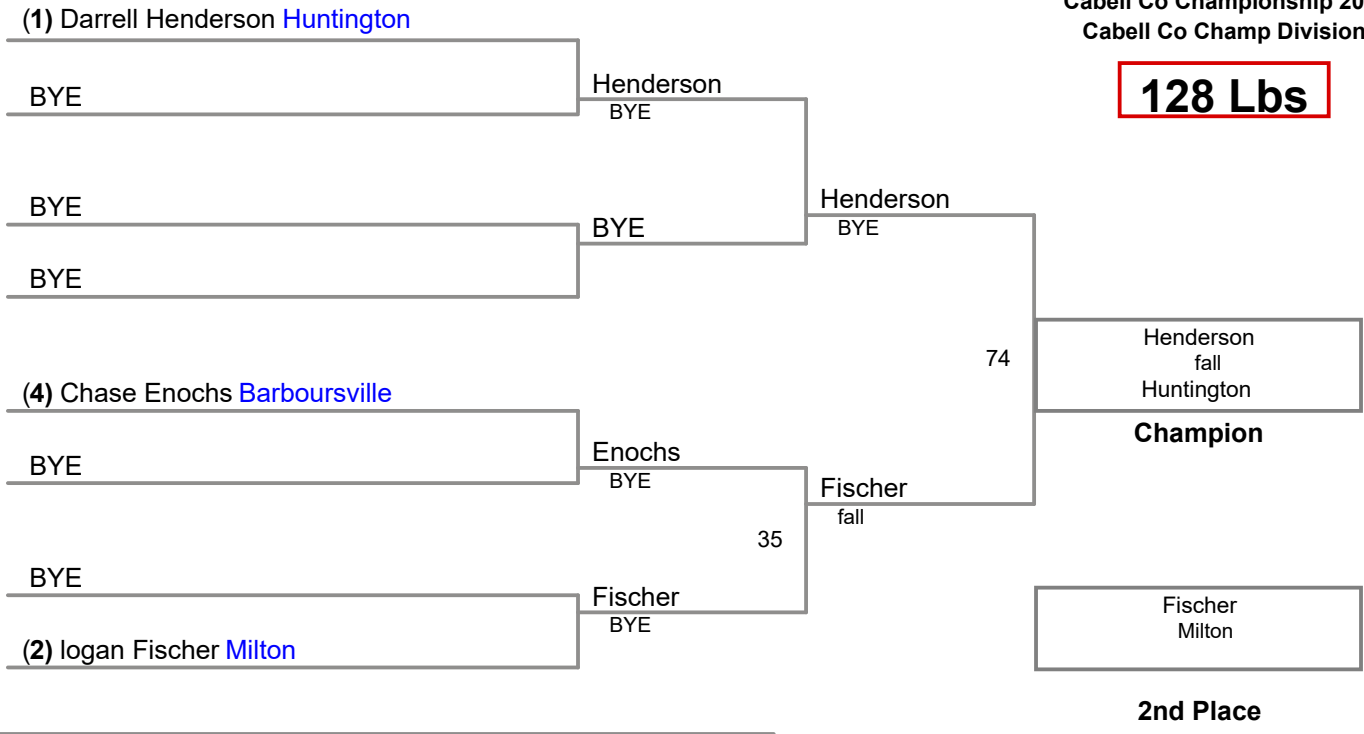 Cabell Co Championship 20
Cabell Co Champ Division
128 Lbs
(1) Darrell Henderson Huntington
BYE
Henderson
BYE
BYE
BYE
BYE
Henderson
BYE
(4) Chase Enochs Barboursville
BYE
Enochs
BYE
BYE
(2) logan Fischer Milton
Fischer
BYE
35
Fischer
fall
74
Henderson
fall
Huntington
Champion
Fischer
Milton
2nd Place